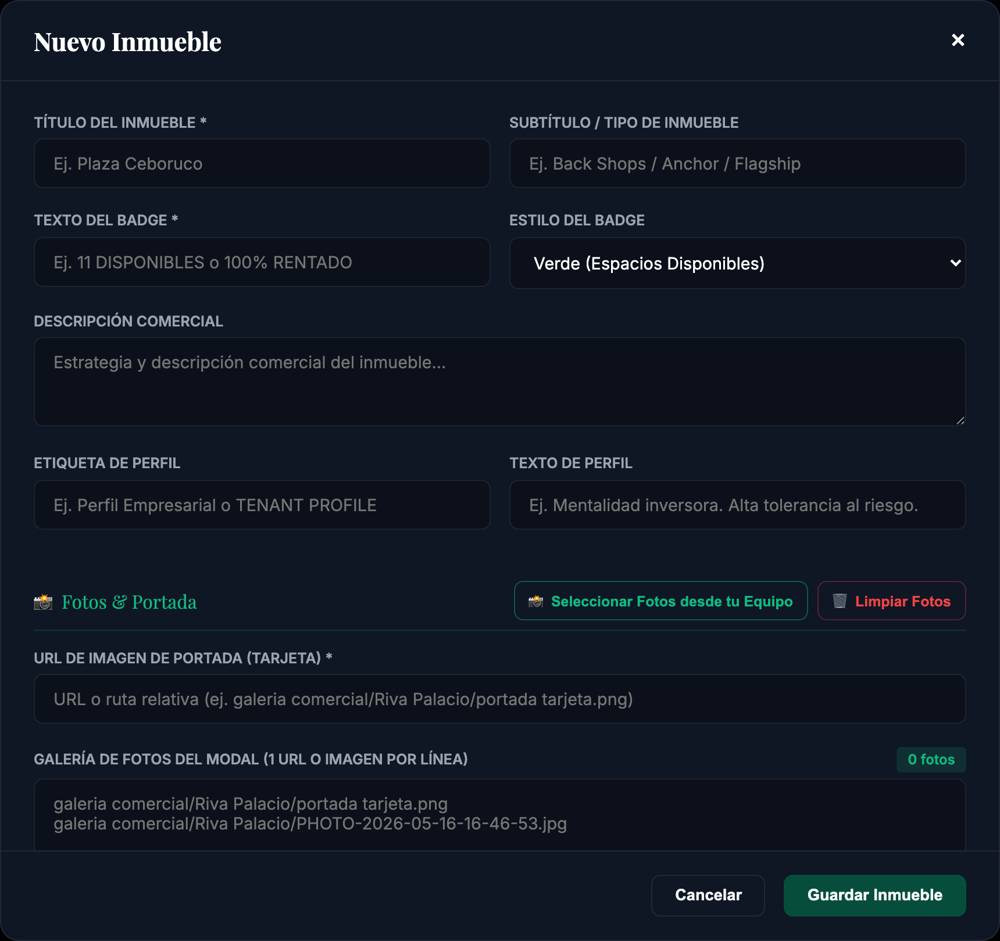 Nuevo Inmueble
TÍTULO DEL INMUEBLE *
SUBTÍTULO / TIPO DE INMUEBLE
Ej. Plaza Ceboruco
Ej. Back Shops / Anchor / Flagship
TEXTO DEL BADGE *
ESTILO DEL BADGE
Ej. 11 DISPONIBLES o 100% RENTADO
Verde (Espacios Disponibles)
DESCRIPCIÓN COMERCIAL
Estrategia y descripción comercial del inmueble...
ETIQUETA DE PERFIL
TEXTO DE PERFIL
Ej. Perfil Empresarial o TENANT PROFILE
Ej. Mentalidad inversora. Alta tolerancia al riesgo.
Fotos & Portada
Seleccionar Fotos desde tu Equipo
Limpiar Fotos
URL DE IMAGEN DE PORTADA (TARJETA) *
URL o ruta relativa (ej. galeria comercial/Riva Palacio/portada tarjeta.png)
GALERÍA DE FOTOS DEL MODAL (1 URL O IMAGEN POR LÍNEA)
0 fotos
galeria comercial/Riva Palacio/portada tarjeta.png
galeria comercial/Riva Palacio/PHOTO-2026-05-16-16-46-53.jpg
Cancelar
Guardar Inmueble